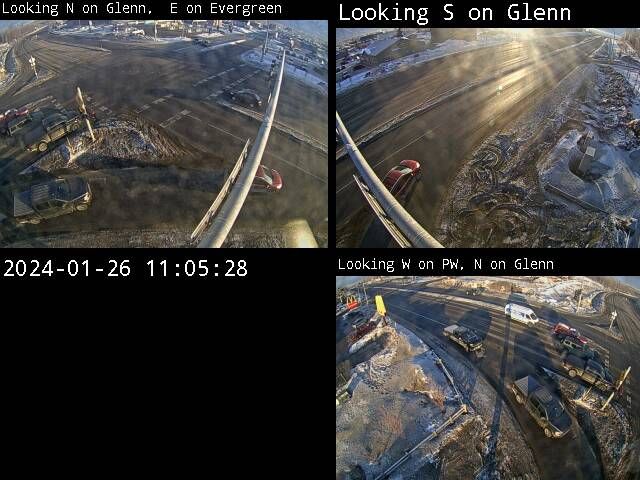 Looking N on Glenn,  E on Evergreen
Looking S on Glenn
2024-01-26 11:05:28
Looking W on PW, N on Glenn